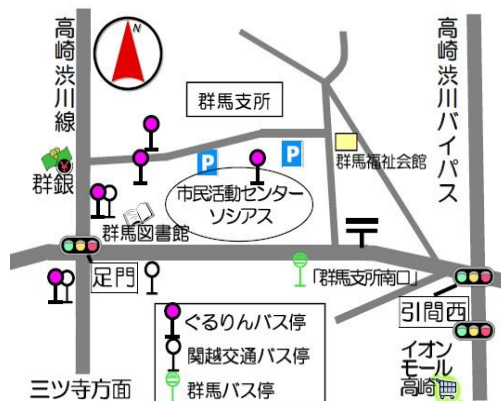 高崎渋川線
N
高崎渋川バイパス
群馬支所
P
P
群馬福祉会館
群銀
市民活動センター
ソシアス
群馬図書館
足門
「群馬支所南口」
引間西
ぐるりんバス停
関越交通バス停
群馬バス停
三ツ寺方面
イオン
モール
高崎